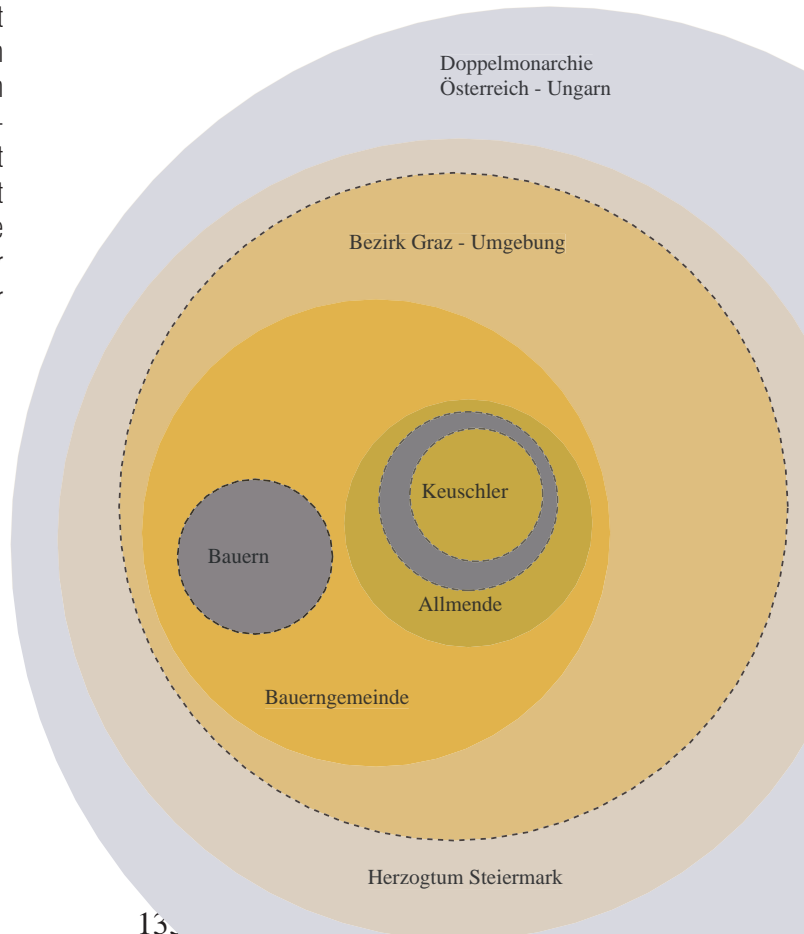 Doppelmonarchie
Österreich - Ungarn
Bezirk Graz - Umgebung
Keuschler
Bauern
Allmende
Bauerngemeinde
Herzogtum Steiermark